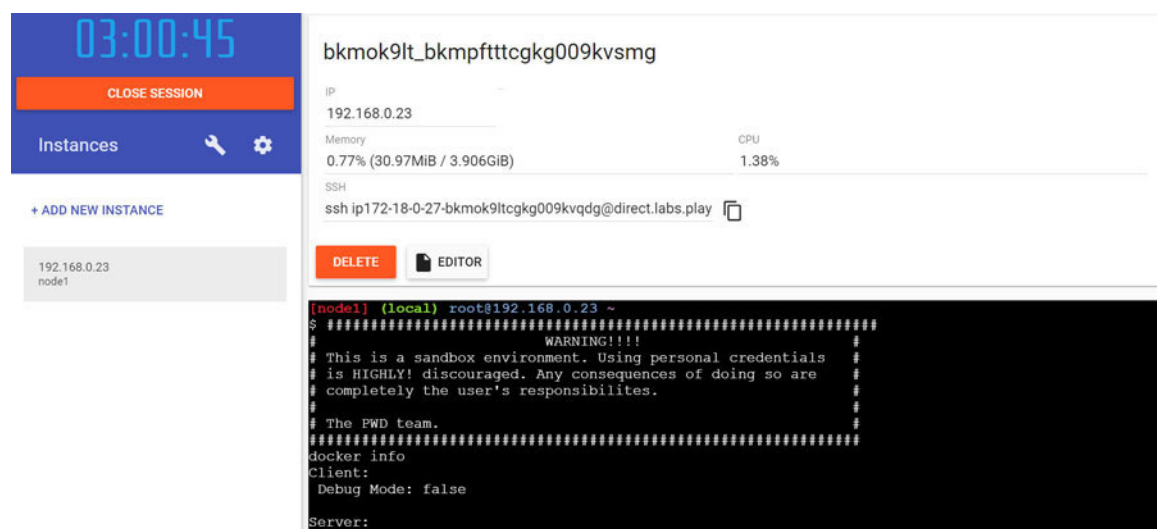 03:00:45
CLOSE SESSION
Instances
+ ADD NEW INSTANCE
192.168.0.23
node1
bkmok9lt_bkmpftttcgkg009kvsmg
IP
192.168.0.23
Memory
CPU
0.77% (30.97MiB / 3.906GiB)
1.38%
SSH
ssh ip172-18-0-27-bkmok9ltcgkg009kvqdg@direct.labs.play
DELETE
EDITOR
[node1] (local) root@192.168.0.23 ~
$ ###############################################################
# WARNING!!!! #
# This is a sandbox environment. Using personal credentials #
# is HIGHLY! discouraged. Any consequences of doing so are #
# completely the user's responsibilites. #
# #
# The PWD team. #
###############################################################
docker info
Client:
Debug Mode: false
Server: